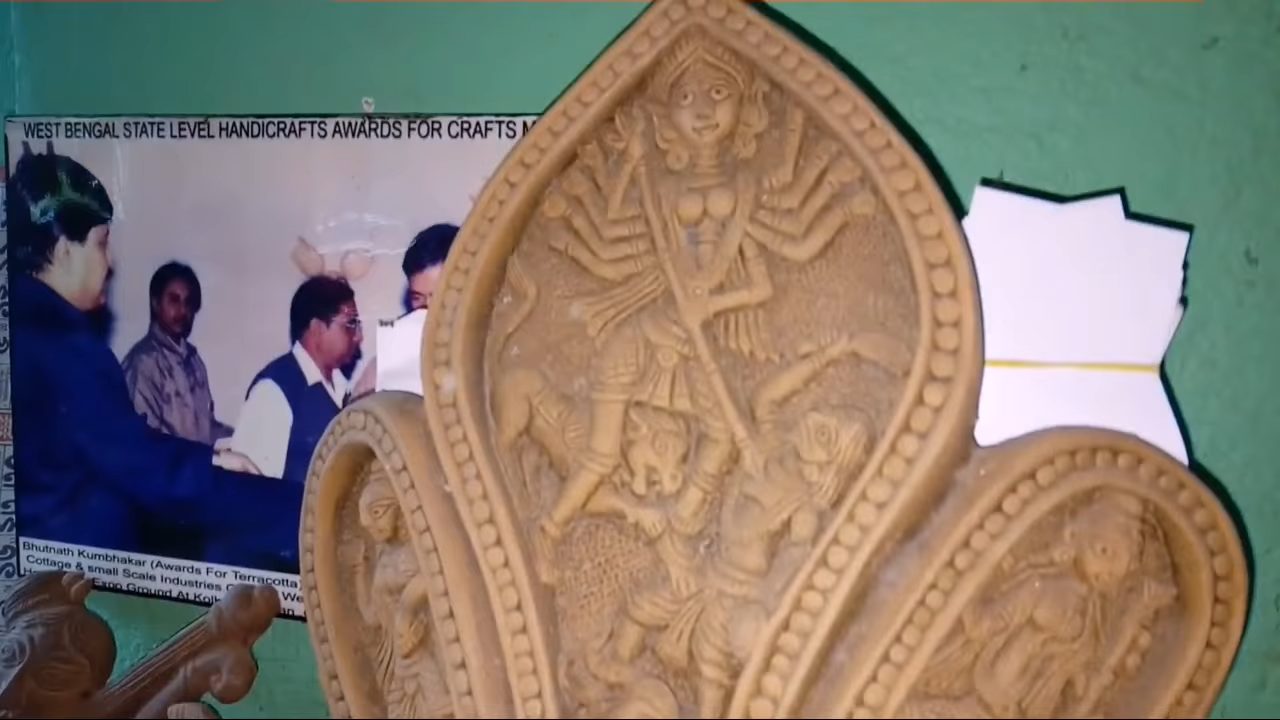 WEST BENGAL STATE LEVEL HANDICRAFTS AWARDS FOR CRAFTS
Bhutnath Kumbhakar (Awards For Terracotta)
Cottage & small Scale Industries
Expo Ground At